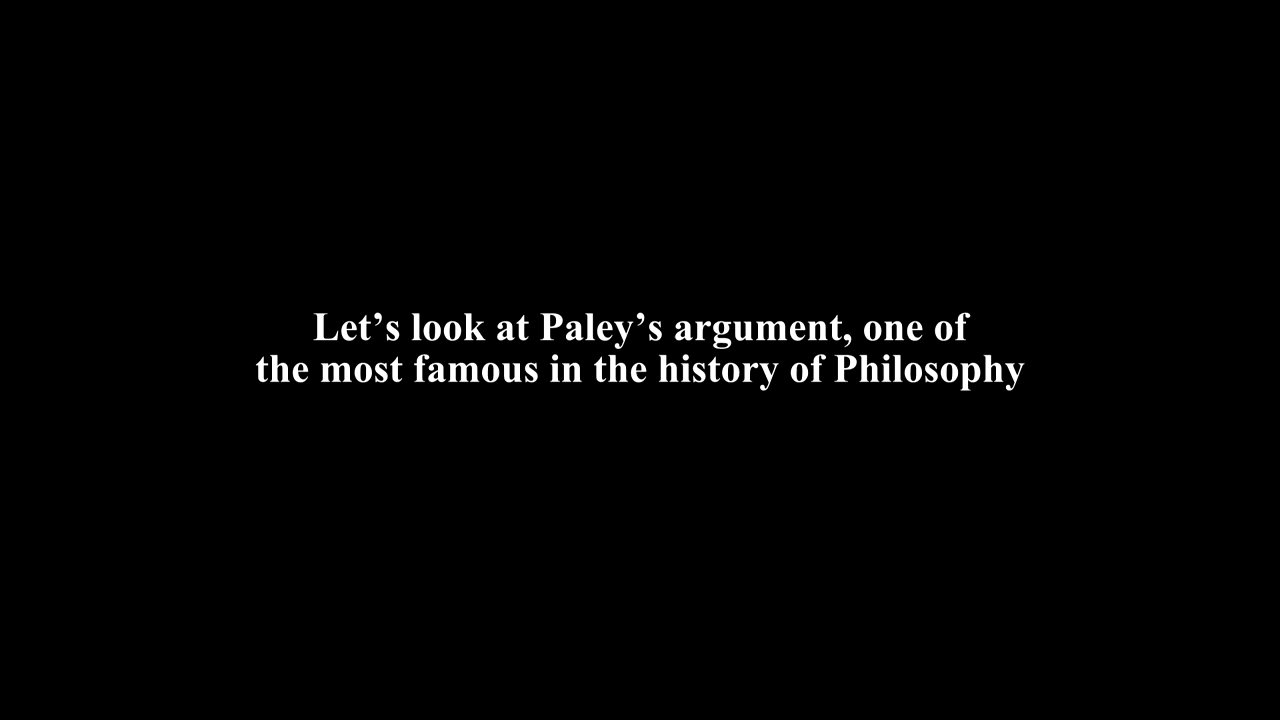 Let’s look at Paley’s argument, one of
the most famous in the history of Philosophy